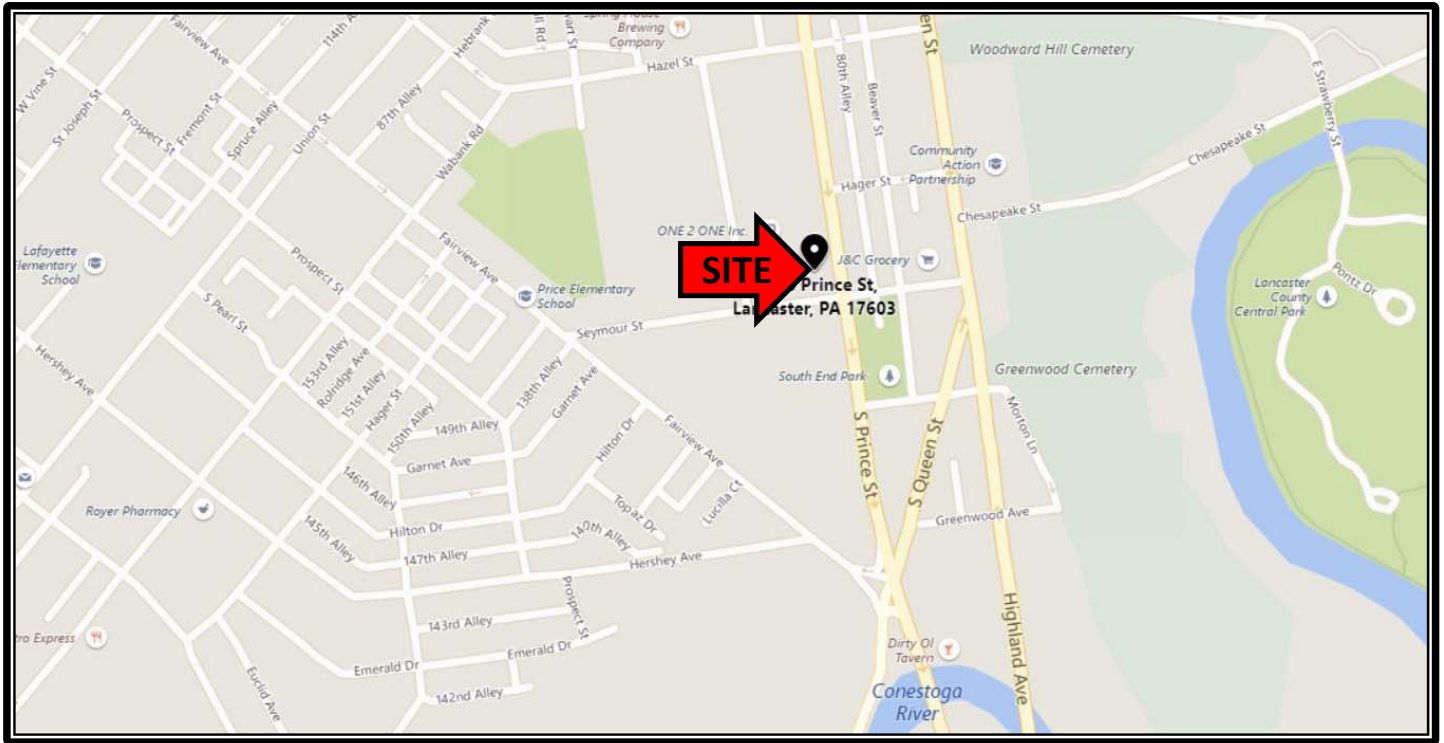 Spring House
Brewing
Company
Fairview Ave
114th A
Hebrank
ll Rd
wart St
en St
Woodward Hill Cemetery
Hazel St
80th Alley
Beaver St
E Strawberry St
W Vine St
St Joseph St
Prospect St
Fremont St
Spruce Alley
Union St
87th Alley
Wabank Rd
Community
Action
Partnership
Chesapeake St
Hager St
Chesapeake St
Lafayette
Elementary
School
Prospect St
Fairview Ave
ONE 2 ONE Inc.
SITE
J&C Grocery
Prince St,
Lancaster, PA 17603
Lancaster
County
Central Park
Pontz Dr
S Pearl St
Price Elementary
School
Seymour St
Hershey Ave
153rd Alley
Rolridge Ave
151st Alley
Hager St
150th Alley
138th Alley
Garnet Ave
South End Park
Greenwood Cemetery
149th Alley
Garnet Ave
Hilton Dr
Fairview Ave
S Prince St
S Queen St
Morton Ln
146th Alley
Royer Pharmacy
145th Alley
Hilton Dr
Topaz Dr
Lucilla Ct
140th Alley
Greenwood Ave
147th Alley
Hershey Ave
Prospect St
143rd Alley
Highland Ave
tro Express
Emerald Dr
Emerald Dr
Dirty Ol
Tavern
Euclid Ave
142nd Alley
Conestoga
River